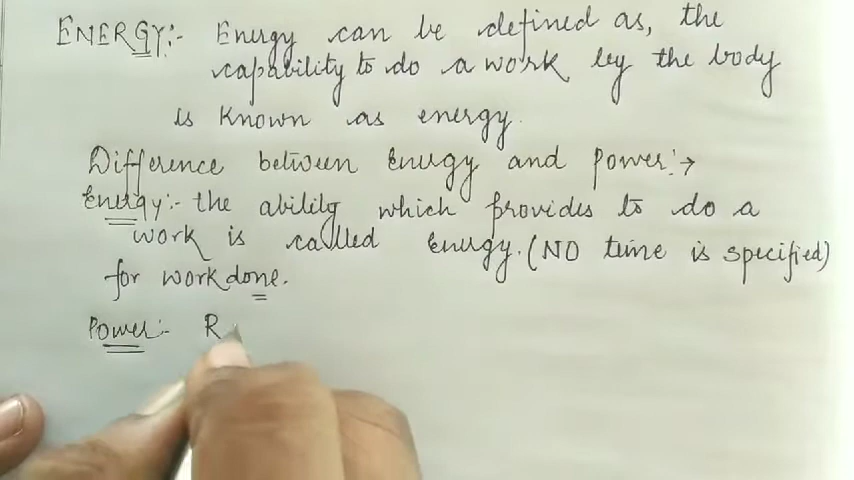 ENERGY:- Energy can be defined as, the
capability to do a work by the body
is known as energy.
Difference between Energy and Power:→
Energy:- the ability which provides to do a
work is called Energy. (NO time is specified)
for work done.
Power:- R